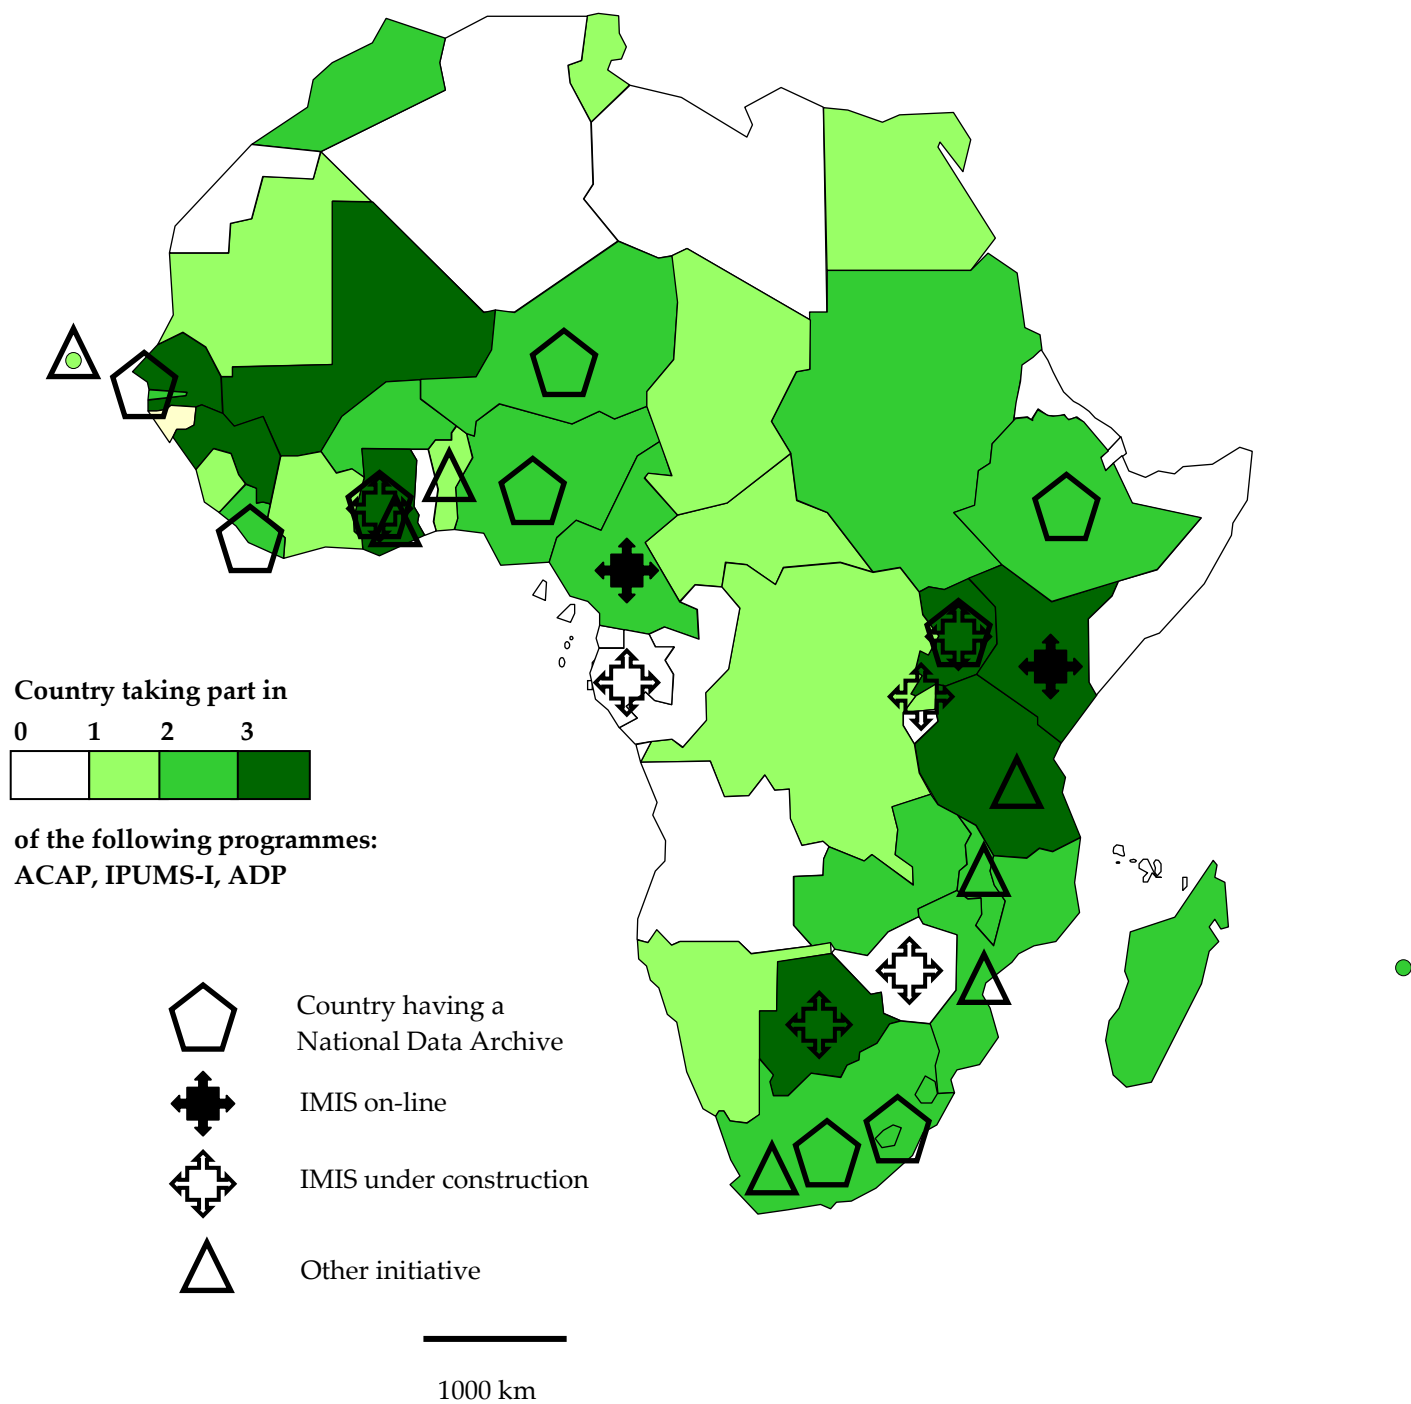 Country taking part in
0 1 2 3
of the following programmes:
ACAP, IPUMS-I, ADP
Country having a
National Data Archive
IMIS on-line
IMIS under construction
Other initiative
1000 km